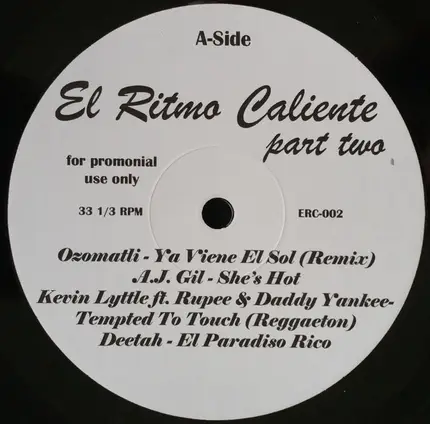 A-Side
El Ritmo Caliente
part two
for promonial
use only
33 1/3 RPM
ERC-002
Ozomatli - Ya Viene El Sol (Remix)
A.J. Gil - She's Hot
Kevin Lyttle ft. Rupee & Daddy Yankee-
Tempted To Touch (Reggaeton)
Deetah - El Paradiso Rico